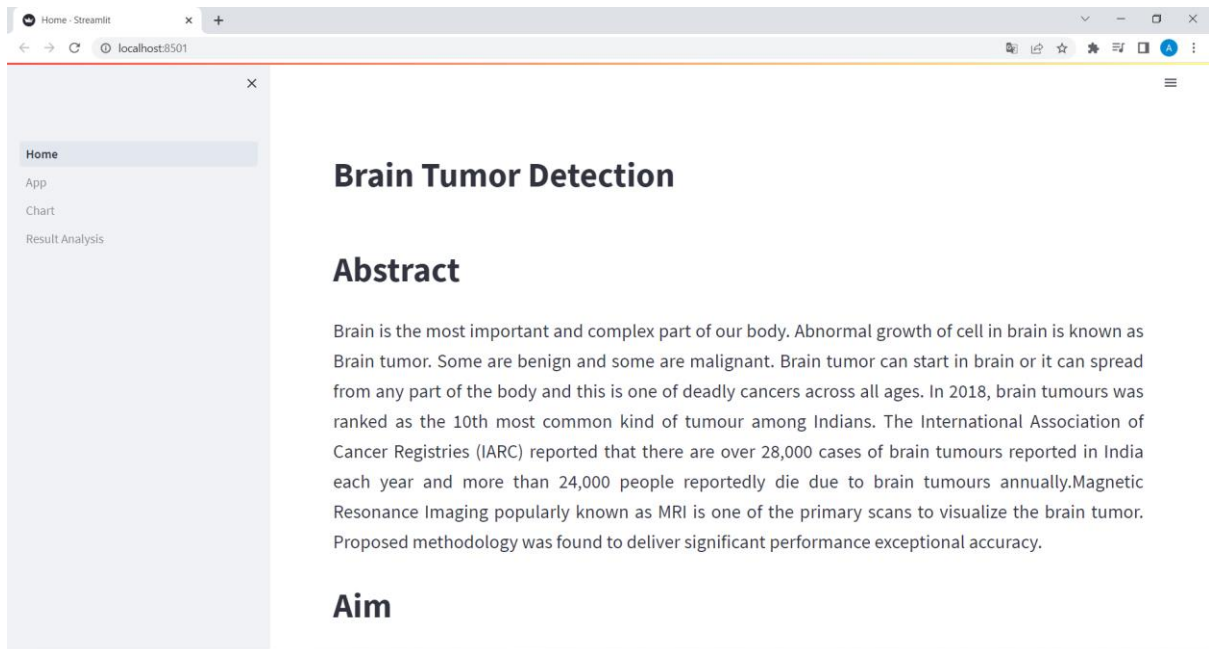 Home - Streamlit
localhost:8501
A
Home
App
Chart
Result Analysis
Brain Tumor Detection
Abstract
Brain is the most important and complex part of our body. Abnormal growth of cell in brain is known as
Brain tumor. Some are benign and some are malignant. Brain tumor can start in brain or it can spread
from any part of the body and this is one of deadly cancers across all ages. In 2018, brain tumours was
ranked as the 10th most common kind of tumour among Indians. The International Association of
Cancer Registries (IARC) reported that there are over 28,000 cases of brain tumours reported in India
each year and more than 24,000 people reportedly die due to brain tumours annually.Magnetic
Resonance Imaging popularly known as MRI is one of the primary scans to visualize the brain tumor.
Proposed methodology was found to deliver significant performance exceptional accuracy.
Aim